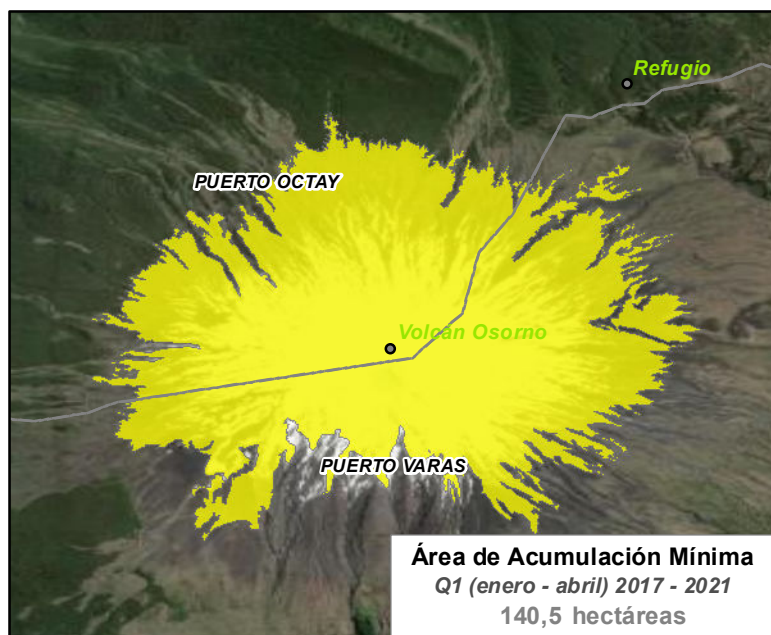 Refugio
PUERTO OCTAY
Volcán Osorno
PUERTO VARAS
Área de Acumulación Mínima
Q1 (enero - abril) 2017 - 2021
140,5 hectáreas